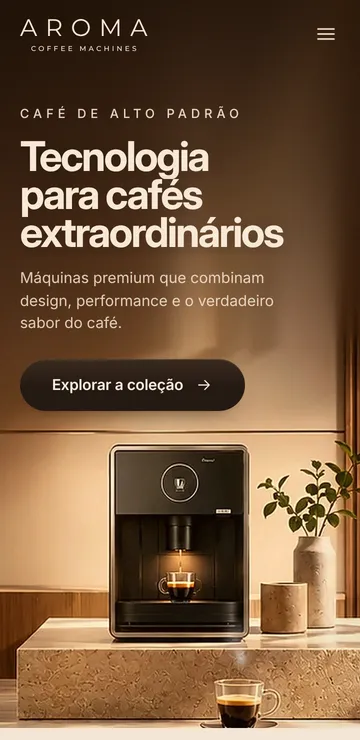 AROMA
COFFEE MACHINES
CAFÉ DE ALTO PADRÃO
Tecnologia
para cafés
extraordinários
Máquinas premium que combinam
design, performance e o verdadeiro
sabor do café.
Explorar a coleção →